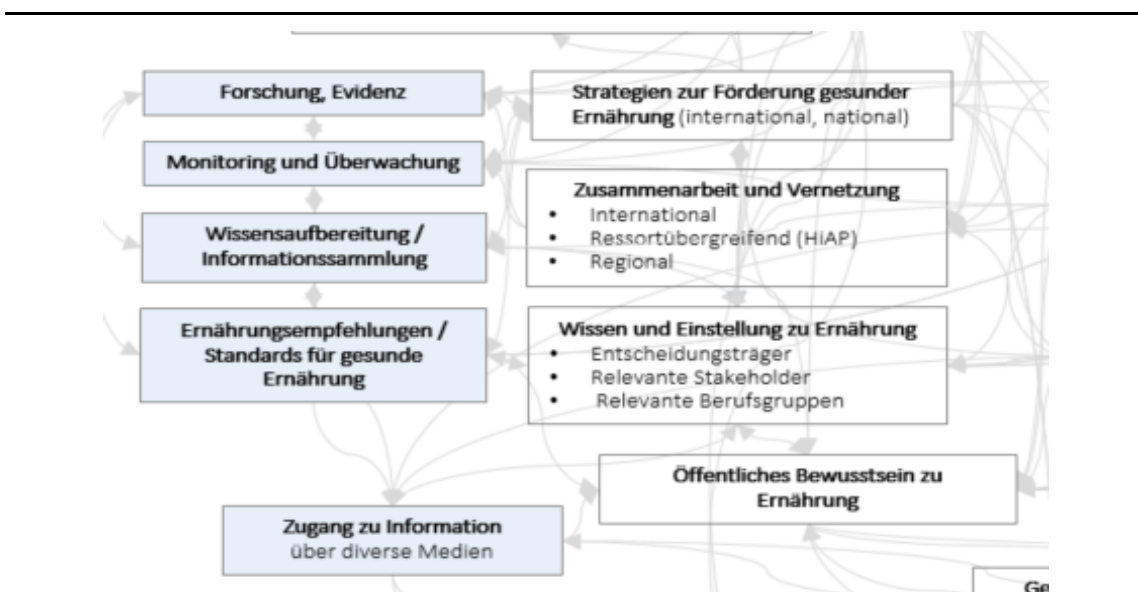 Forschung, Evidenz
Monitoring und Überwachung
Wissensaufbereitung /
Informationssammlung
Ernährungsempfehlungen /
Standards für gesunde
Ernährung
Zugang zu Information
über diverse Medien
Strategien zur Förderung gesunder
Ernährung (international, national)
Zusammenarbeit und Vernetzung
• International
• Ressortübergreifend (HiAP)
• Regional
Wissen und Einstellung zu Ernährung
• Entscheidungsträger
• Relevante Stakeholder
• Relevante Berufsgruppen
Öffentliches Bewusstsein zu
Ernährung